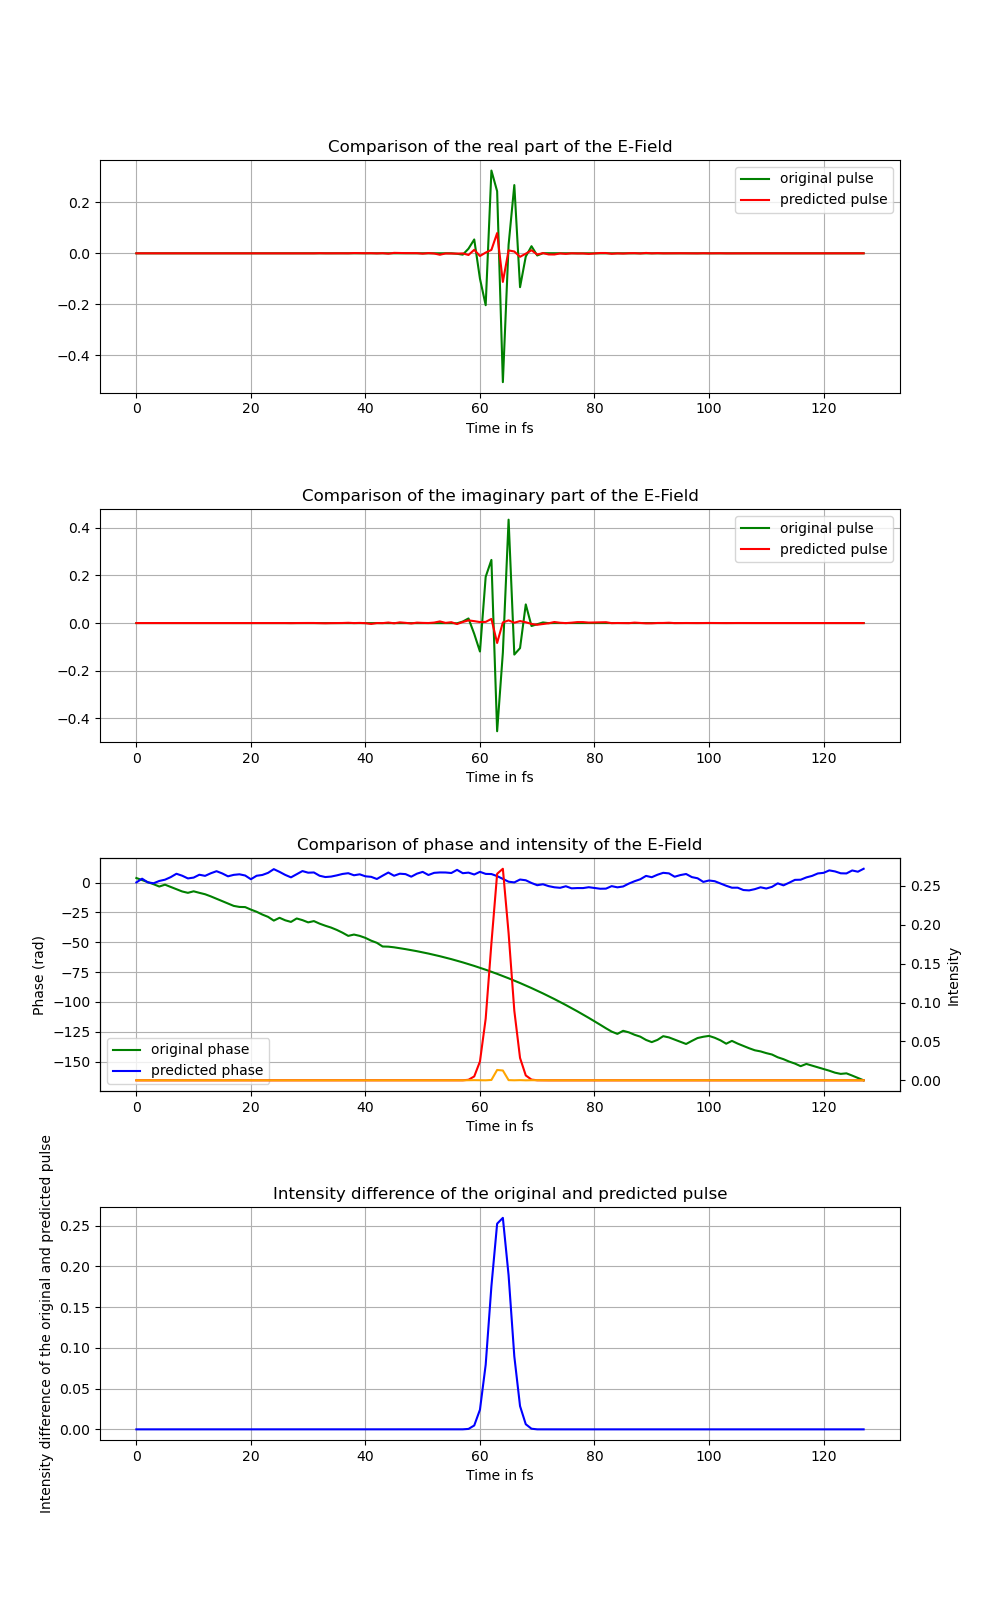 Comparison of the real part of the E-Field
original pulse
predicted pulse
0.2
0.0
−0.2
−0.4
0 20 40 60 80 100 120
Time in fs
Comparison of the imaginary part of the E-Field
original pulse
predicted pulse
0.4
0.2
0.0
−0.2
−0.4
0 20 40 60 80 100 120
Time in fs
Comparison of phase and intensity of the E-Field
Phase (rad)
0
−25
−50
−75
−100
−125
−150
original phase
predicted phase
0.25
0.20
0.15
0.10
0.05
0.00
Intensity
0 20 40 60 80 100 120
Time in fs
Intensity difference of the original and predicted pulse
Intensity difference of the original and predicted pulse
0.25
0.20
0.15
0.10
0.05
0.00
0 20 40 60 80 100 120
Time in fs